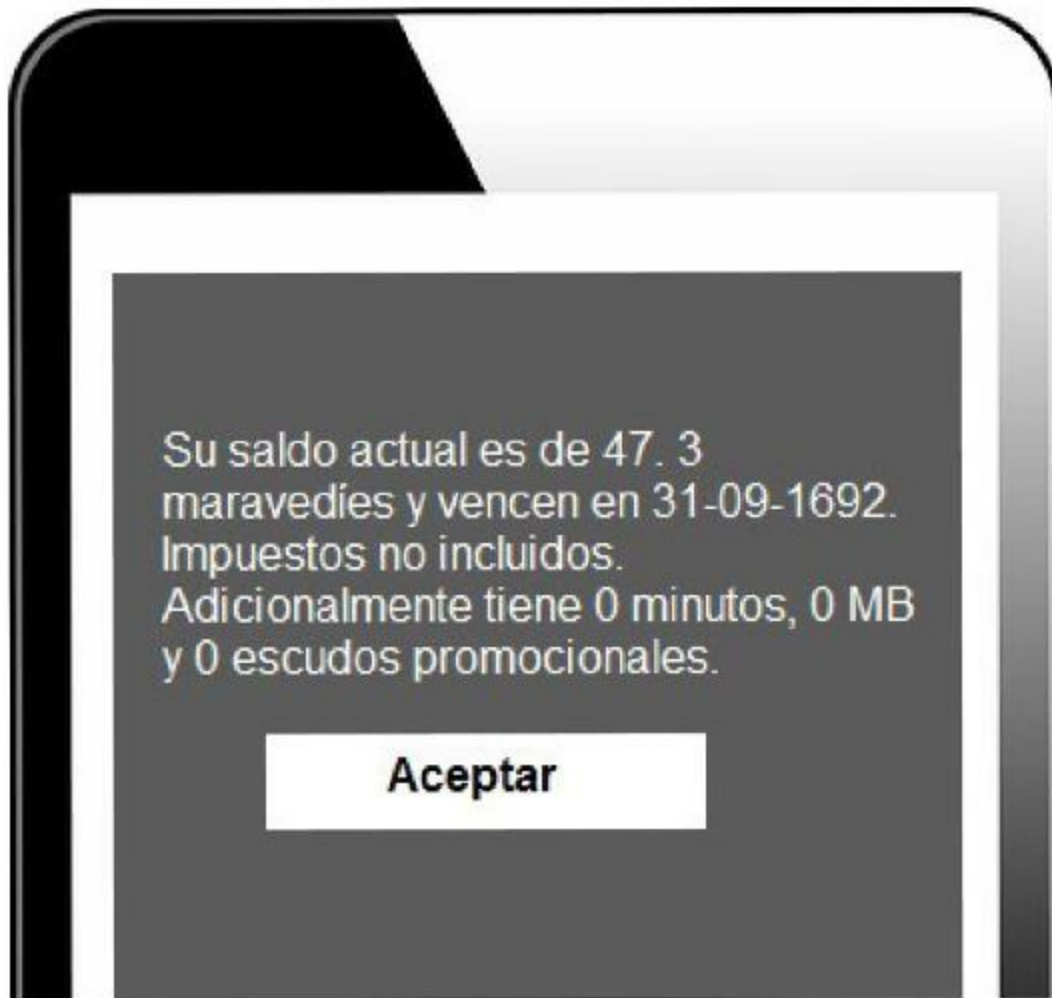 Su saldo actual es de 47. 3
maravedíes y vencen en 31-09-1692.
Impuestos no incluidos.
Adicionalmente tiene 0 minutos, 0 MB
y 0 escudos promocionales.
Aceptar